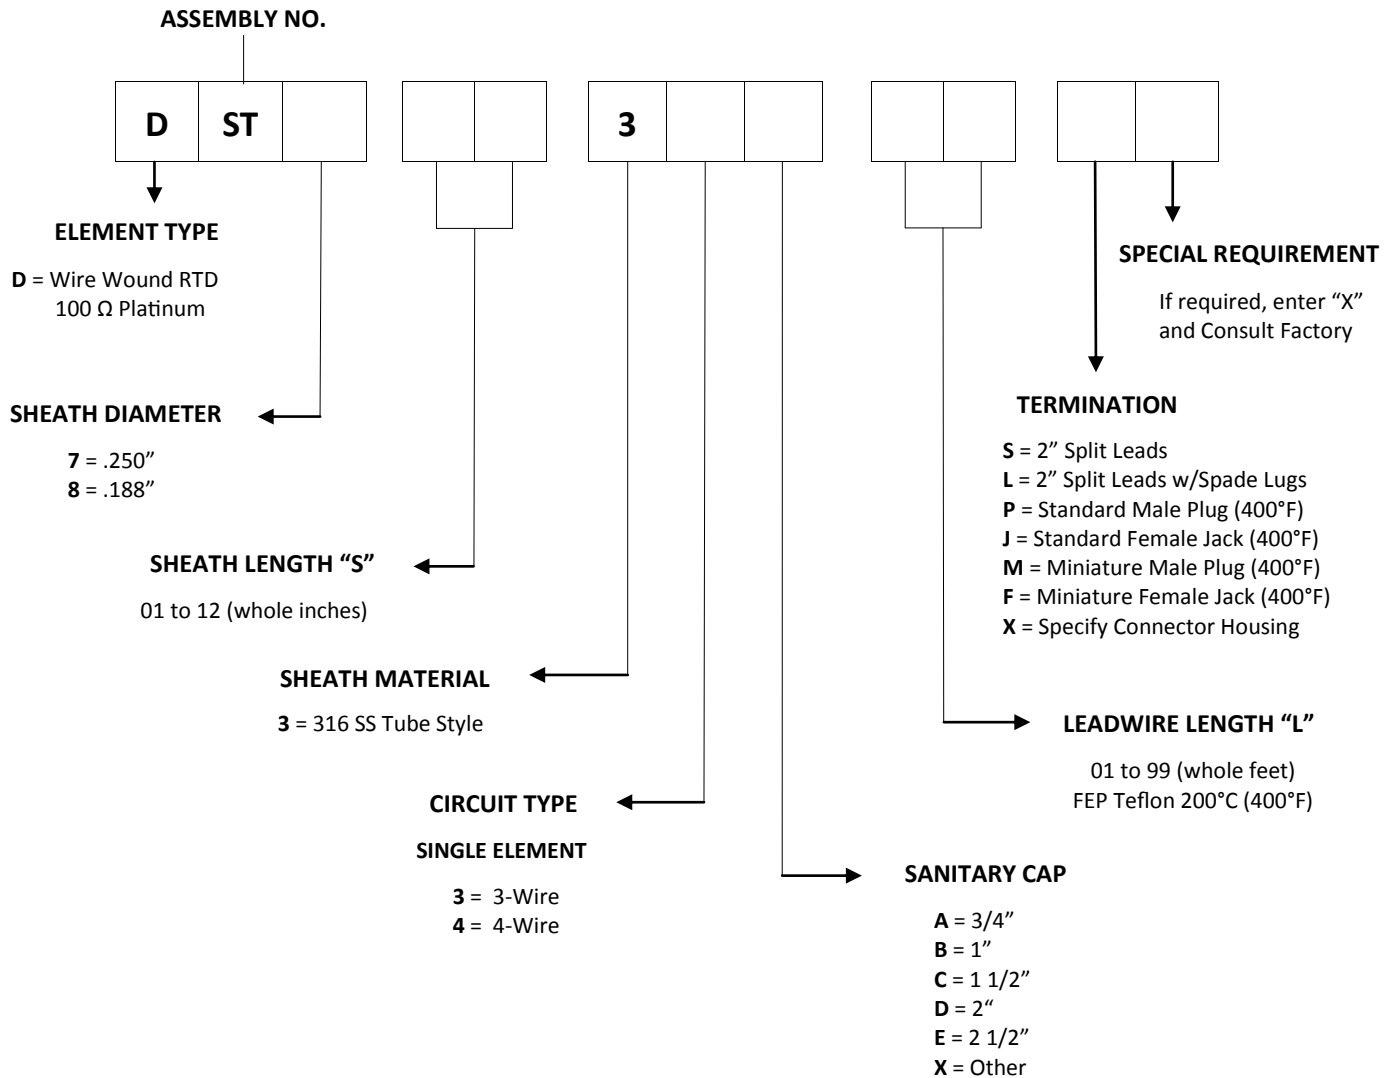 ASSEMBLY NO.
D ST 3
ELEMENT TYPE
D = Wire Wound RTD
100 Ω Platinum
SPECIAL REQUIREMENT
If required, enter “X”
and Consult Factory
SHEATH DIAMETER
7 = .250”
8 = .188”
TERMINATION
S = 2” Split Leads
L = 2” Split Leads w/Spade Lugs
P = Standard Male Plug (400°F)
J = Standard Female Jack (400°F)
M = Miniature Male Plug (400°F)
F = Miniature Female Jack (400°F)
X = Specify Connector Housing
SHEATH LENGTH “S”
01 to 12 (whole inches)
SHEATH MATERIAL
3 = 316 SS Tube Style
LEADWIRE LENGTH “L”
01 to 99 (whole feet)
FEP Teflon 200°C (400°F)
CIRCUIT TYPE
SINGLE ELEMENT
3 = 3-Wire
4 = 4-Wire
SANITARY CAP
A = 3/4”
B = 1”
C = 1 1/2”
D = 2“
E = 2 1/2”
X = Other